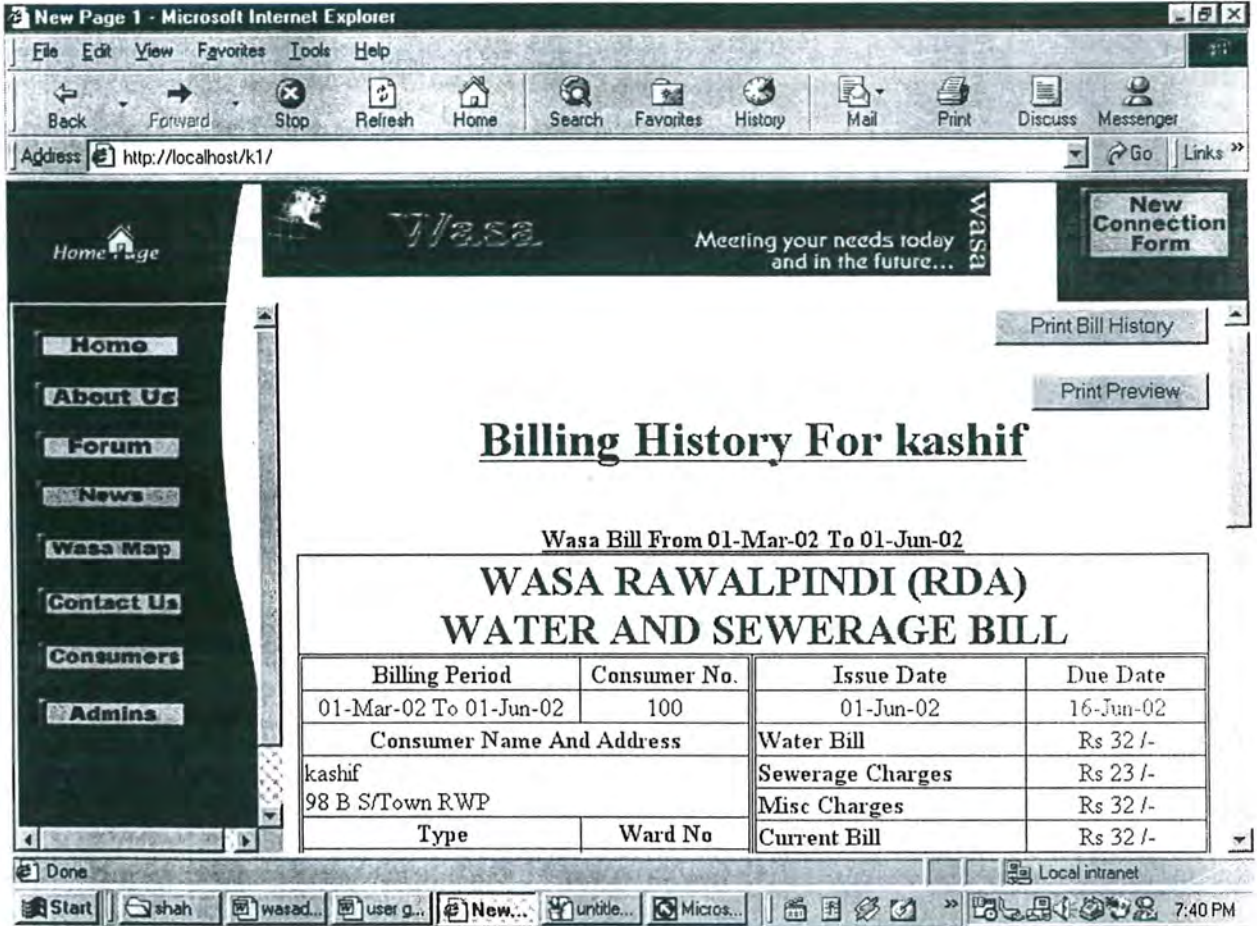 New Page 1 - Microsoft Internet Explorer
File Edit View Favorites Tools Help
Back Forward Stop Refresh Home Search Favorites History Mail Print Discuss Messenger
Address http://localhost/k1/ Go Links »
Home Page
Wasa
Meeting your needs today
and in the future...
wasa
New
Connection
Form
Home
About Us
Forum
News
Wasa Map
Contact Us
Consumers
Admins
Print Bill History
Print Preview
Billing History For kashif
Wasa Bill From 01-Mar-02 To 01-Jun-02
WASA RAWALPINDI (RDA)
WATER AND SEWERAGE BILL
Billing Period Consumer No. Issue Date Due Date
01-Mar-02 To 01-Jun-02 100 01-Jun-02 16-Jun-02
Consumer Name And Address Water Bill Rs 32 /-
kashif Sewerage Charges Rs 23 /-
98 B S/Town RWP Misc Charges Rs 32 /-
Type Ward No Current Bill Rs 32 /-
Done Local intranet
Start shah wasad... user g... New... untitle... Micros... » 7:40 PM